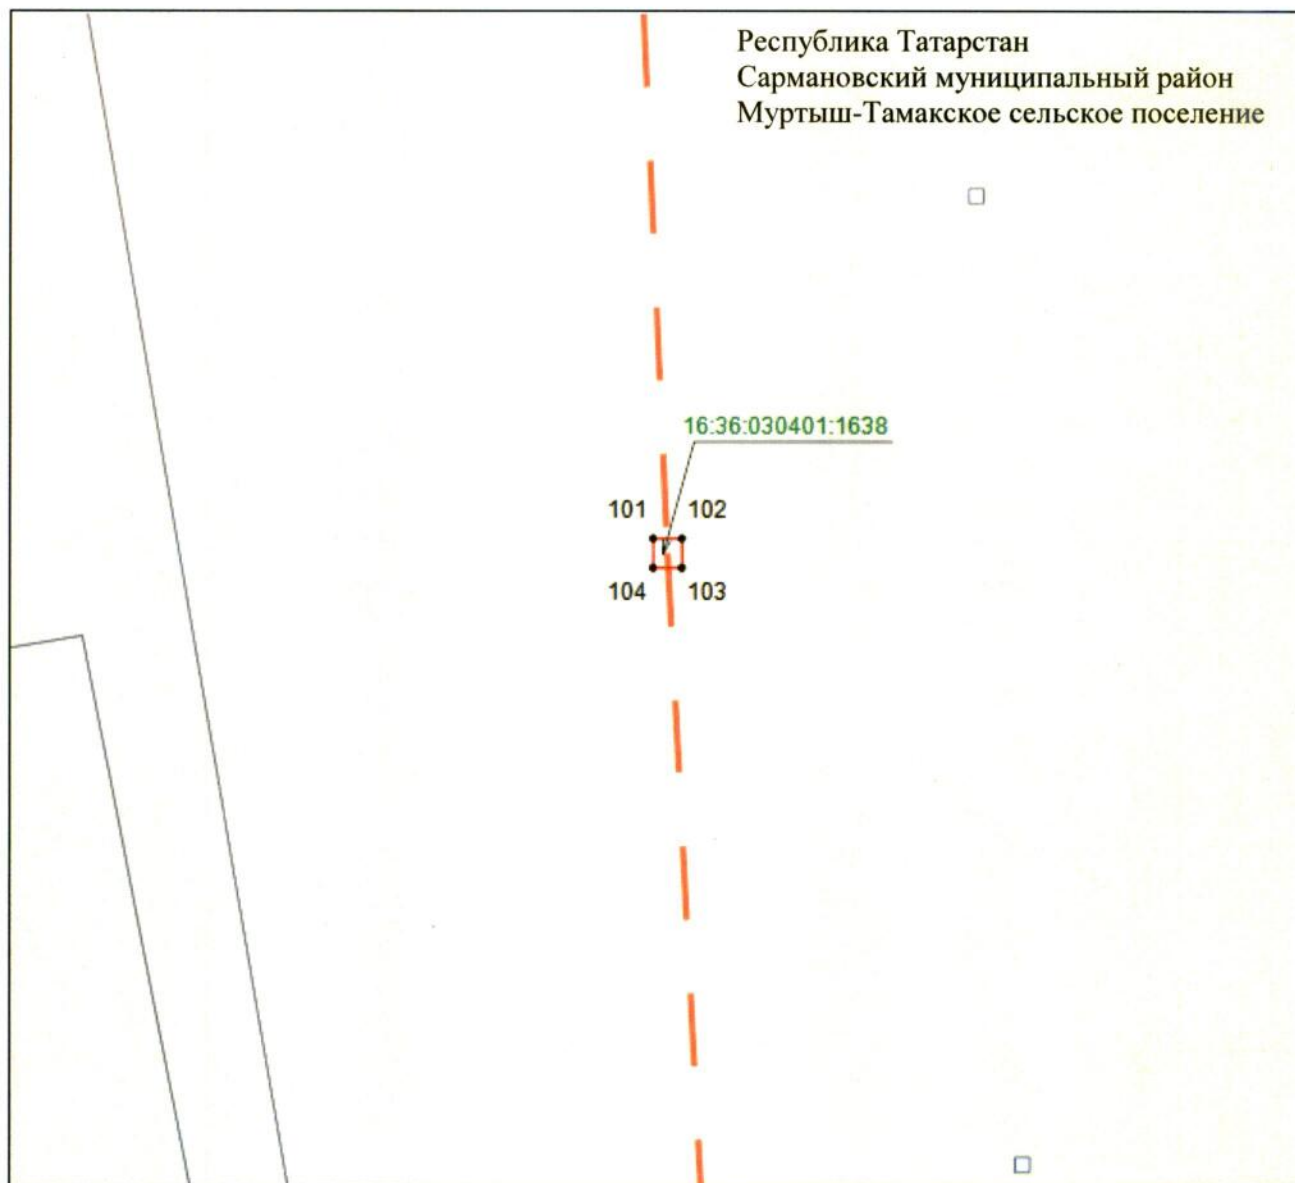 Республика Татарстан
Сармановский муниципальный район
Муртыш-Тамакское сельское поселение
16:36:030401:1638
101 102
104 103